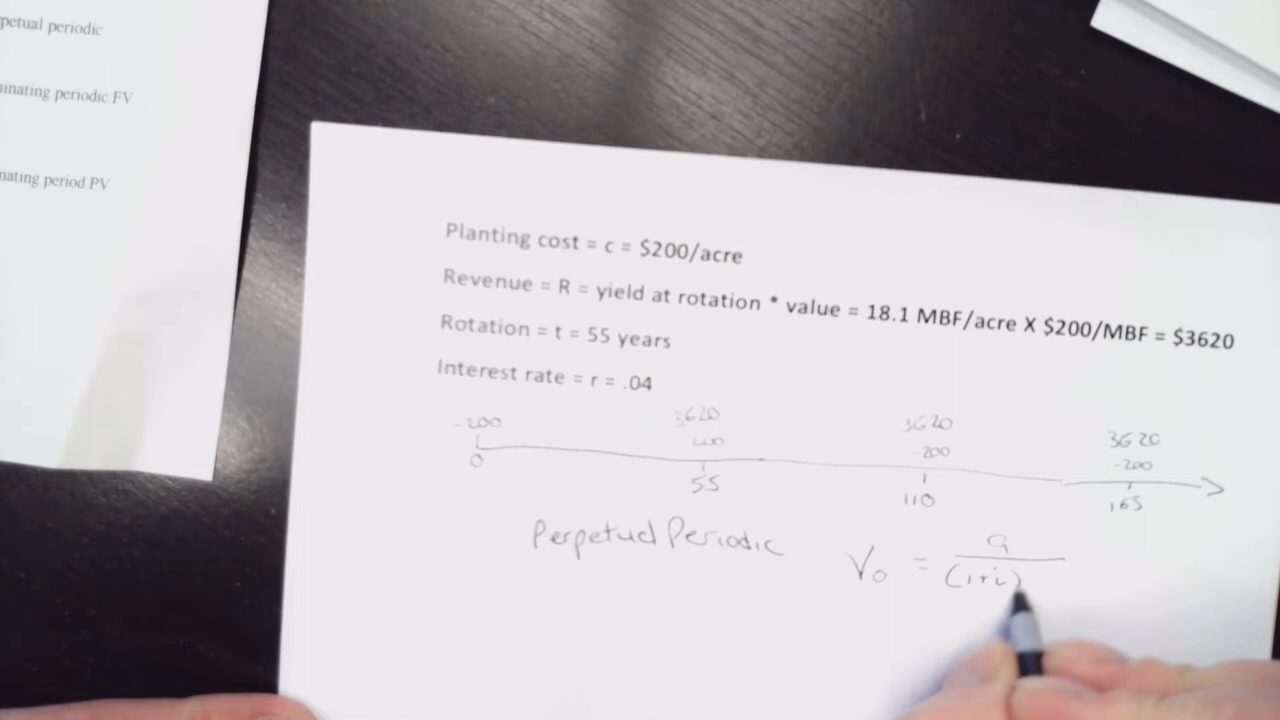 petual periodic
inating periodic FV
nating period PV
Planting cost = c = $200/acre
Revenue = R = yield at rotation * value = 18.1 MBF/acre X $200/MBF = $3620
Rotation = t = 55 years
Interest rate = r = .04
-200 3620 3620 3620
-200 -200 -200
0 55 110 165
Perpetual Periodic V₀ = a
(1+i)